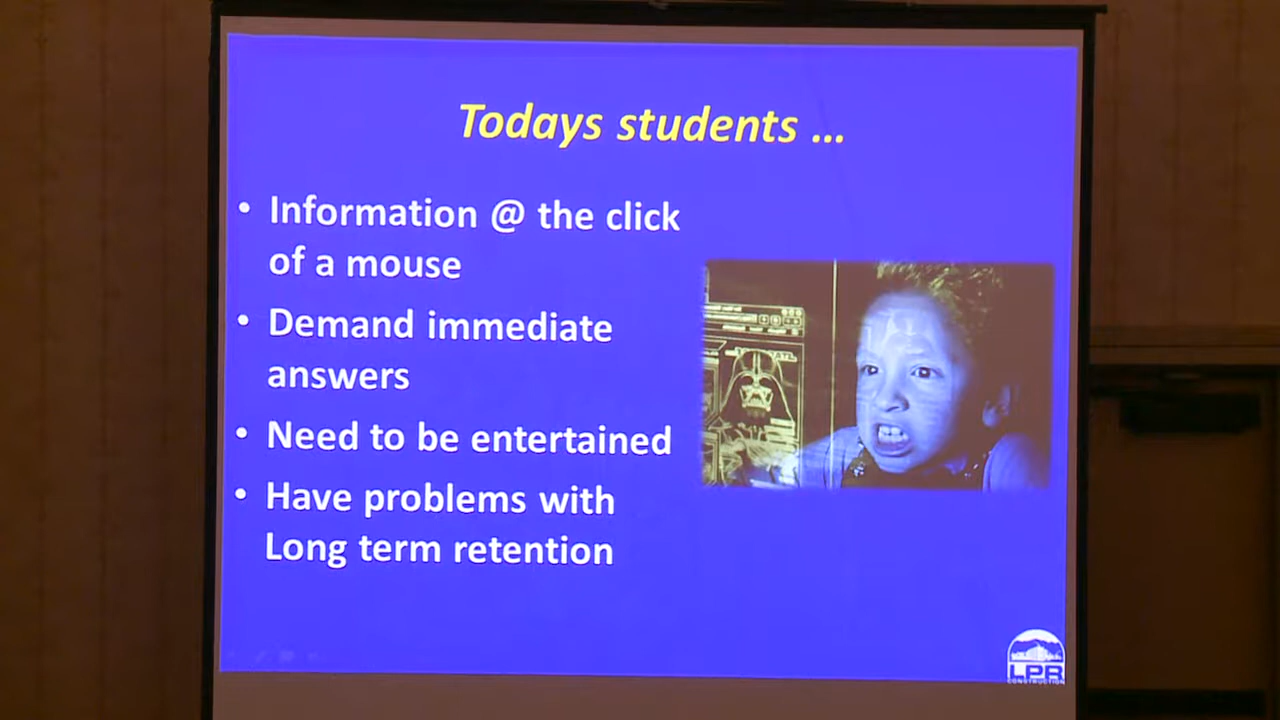 Todays students ...
• Information @ the click
of a mouse
• Demand immediate
answers
• Need to be entertained
• Have problems with
Long term retention
LPR
CONSTRUCTION